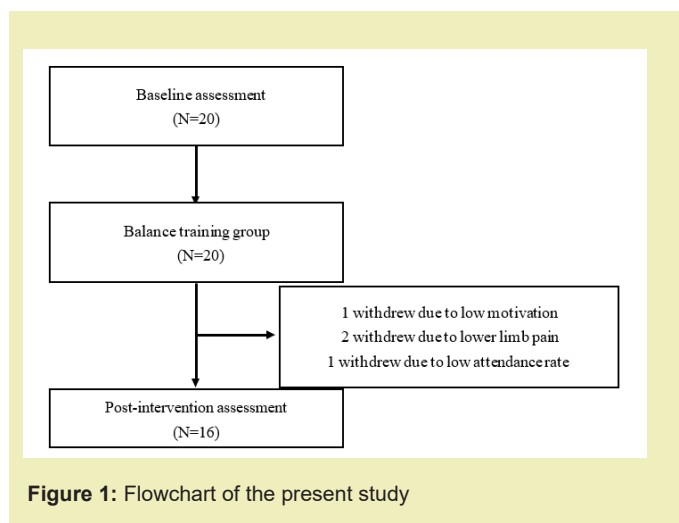 Baseline assessment
(N=20)
Balance training group
(N=20)
1 withdrew due to low motivation
2 withdrew due to lower limb pain
1 withdrew due to low attendance rate
Post-intervention assessment
(N=16)
Figure 1: Flowchart of the present study